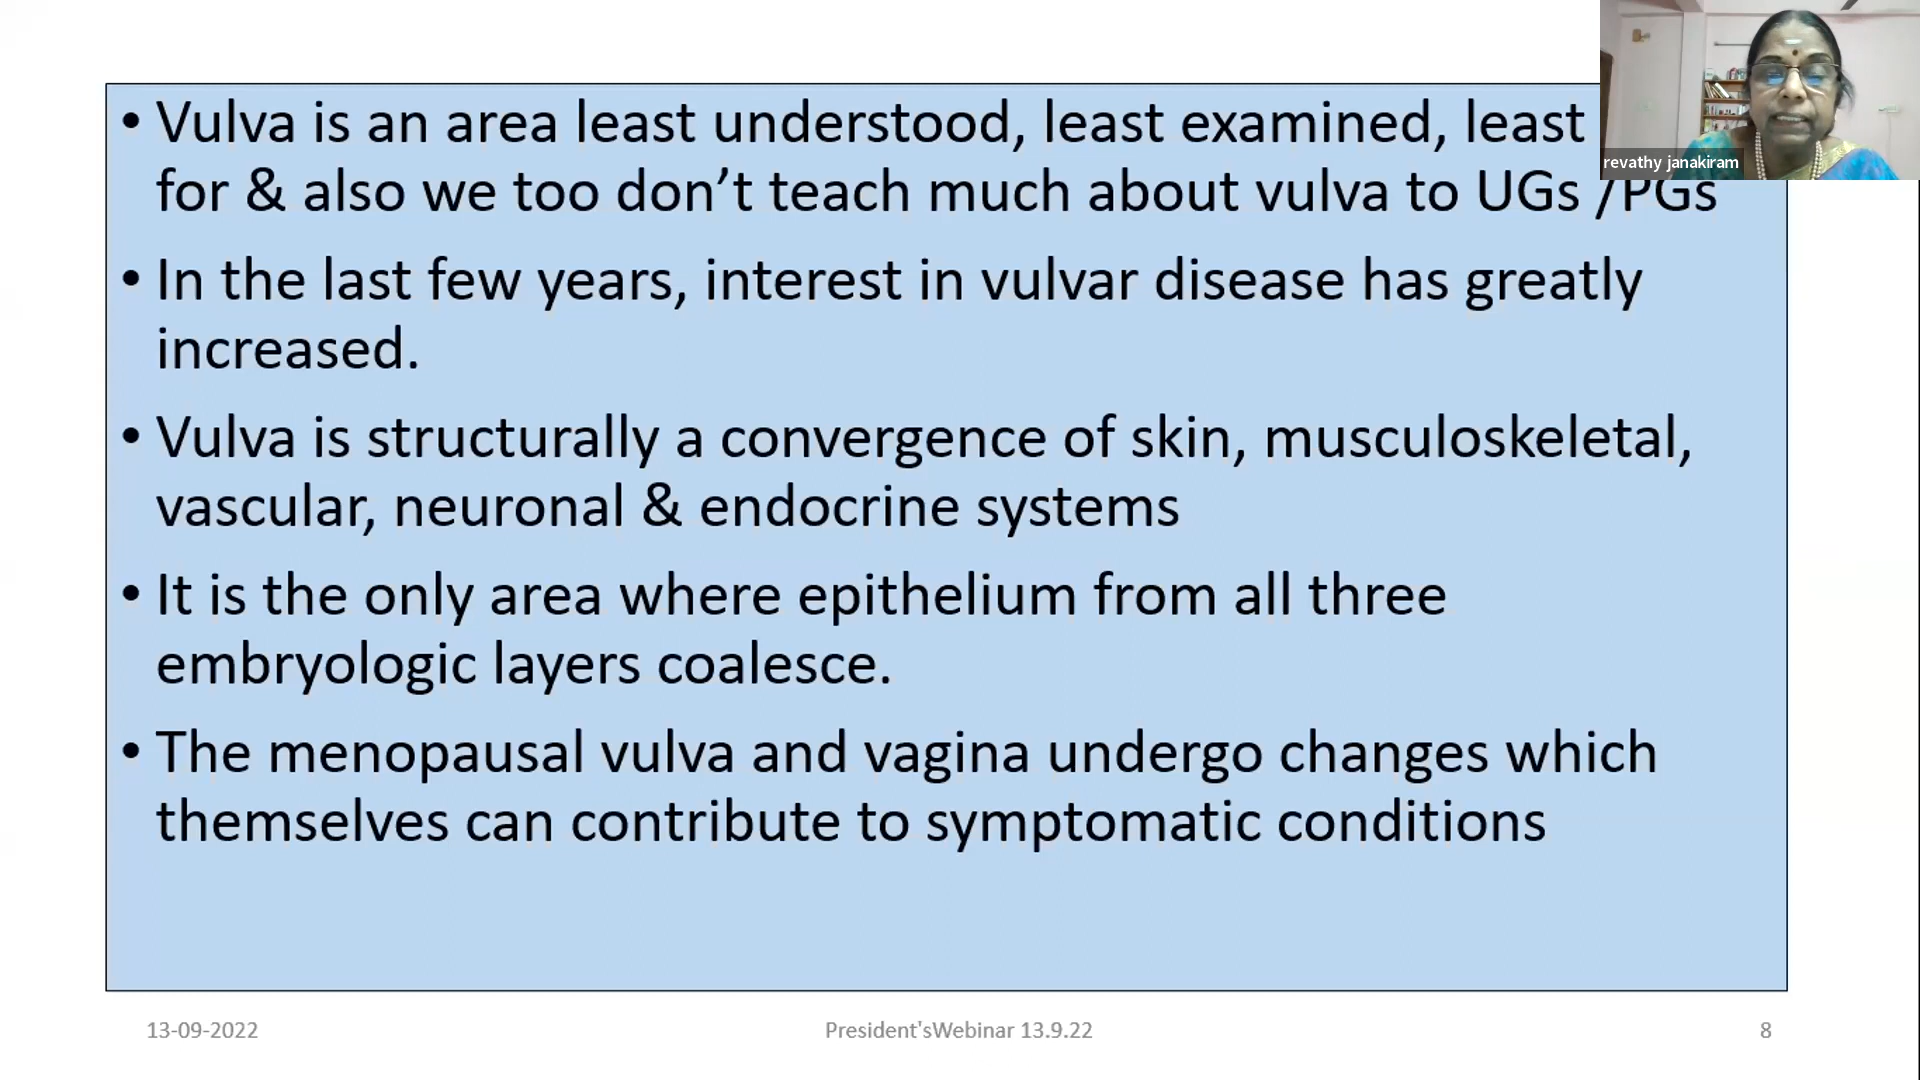 • Vulva is an area least understood, least examined, least
for & also we too don’t teach much about vulva to UGs /PGs
• In the last few years, interest in vulvar disease has greatly
increased.
• Vulva is structurally a convergence of skin, musculoskeletal,
vascular, neuronal & endocrine systems
• It is the only area where epithelium from all three
embryologic layers coalesce.
• The menopausal vulva and vagina undergo changes which
themselves can contribute to symptomatic conditions
revathy janakiram
13-09-2022
President'sWebinar 13.9.22
8